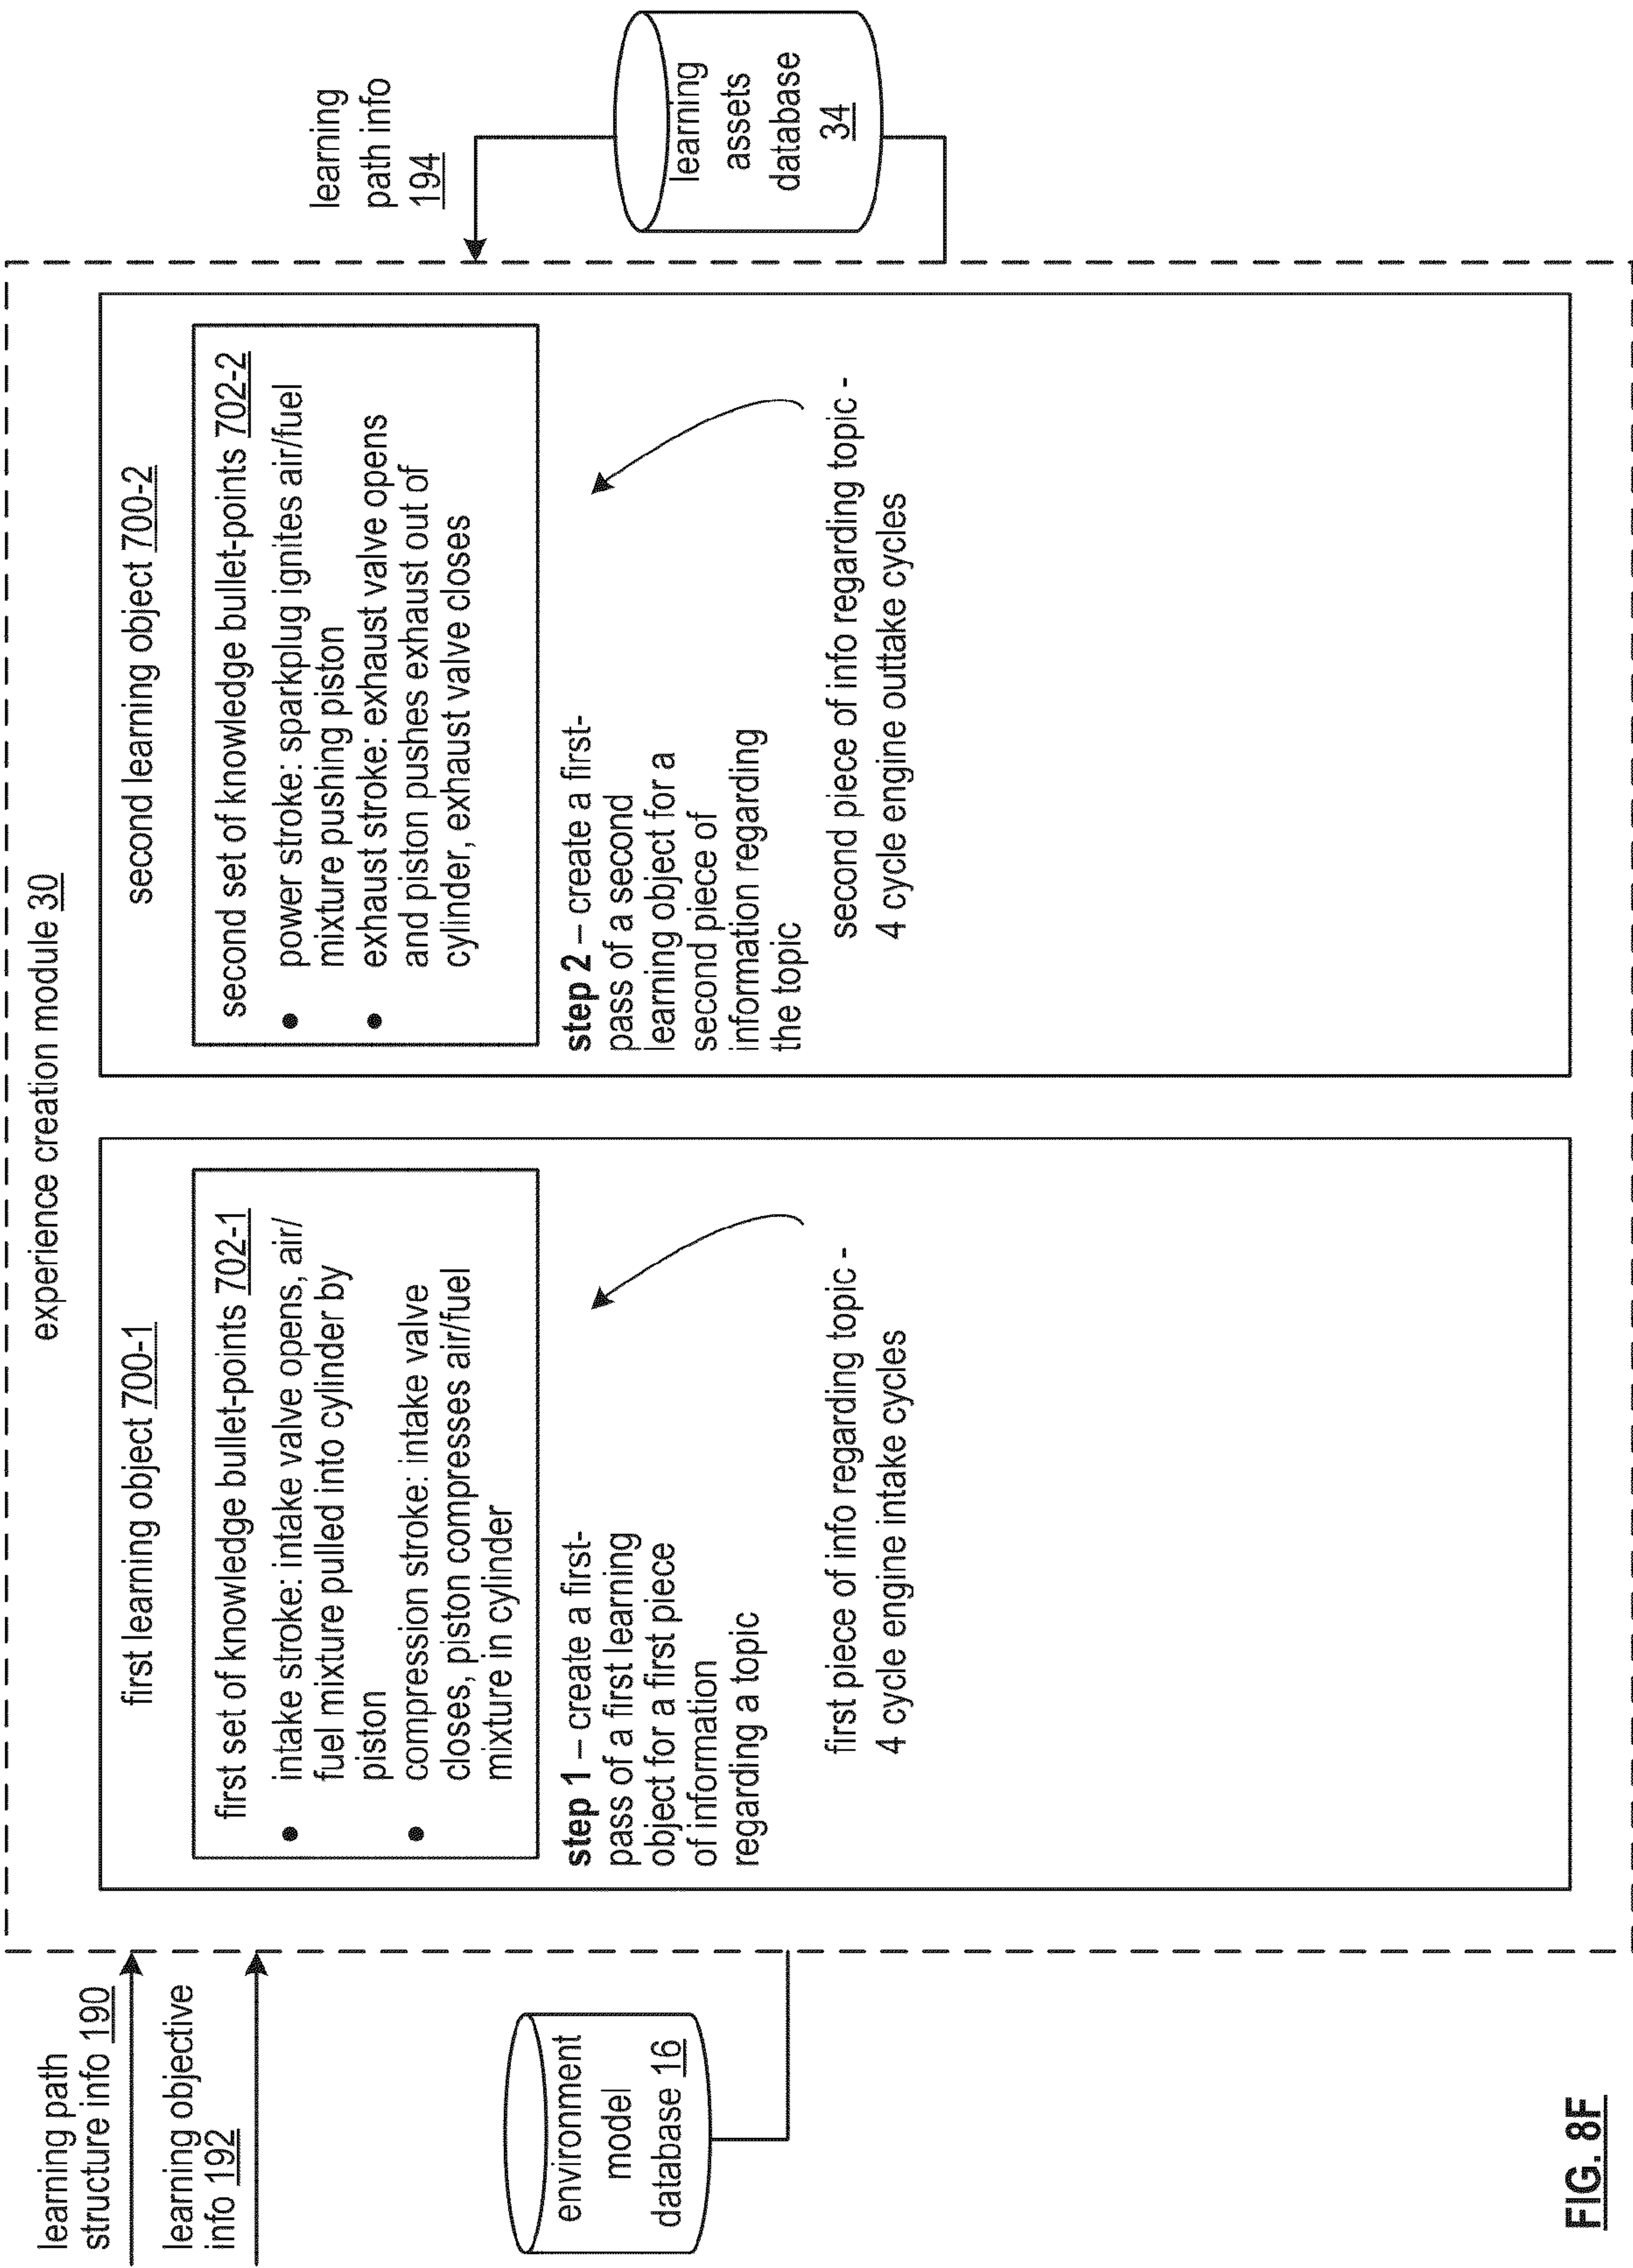 experience creation module 30
learning path
structure info 190
learning objective
info 192
environment
model
database 16
first learning object 700-1
first set of knowledge bullet-points 702-1
• intake stroke: intake valve opens, air/
fuel mixture pulled into cylinder by
piston
• compression stroke: intake valve
closes, piston compresses air/fuel
mixture in cylinder
step 1 – create a first-
pass of a first learning
object for a first piece
of information
regarding a topic
first piece of info regarding topic -
4 cycle engine intake cycles
second learning object 700-2
second set of knowledge bullet-points 702-2
• power stroke: sparkplug ignites air/fuel
mixture pushing piston
• exhaust stroke: exhaust valve opens
and piston pushes exhaust out of
cylinder, exhaust valve closes
step 2 – create a first-
pass of a second
learning object for a
second piece of
information regarding
the topic
second piece of info regarding topic -
4 cycle engine outtake cycles
learning
path info
194
learning
assets
database
34
FIG. 8F